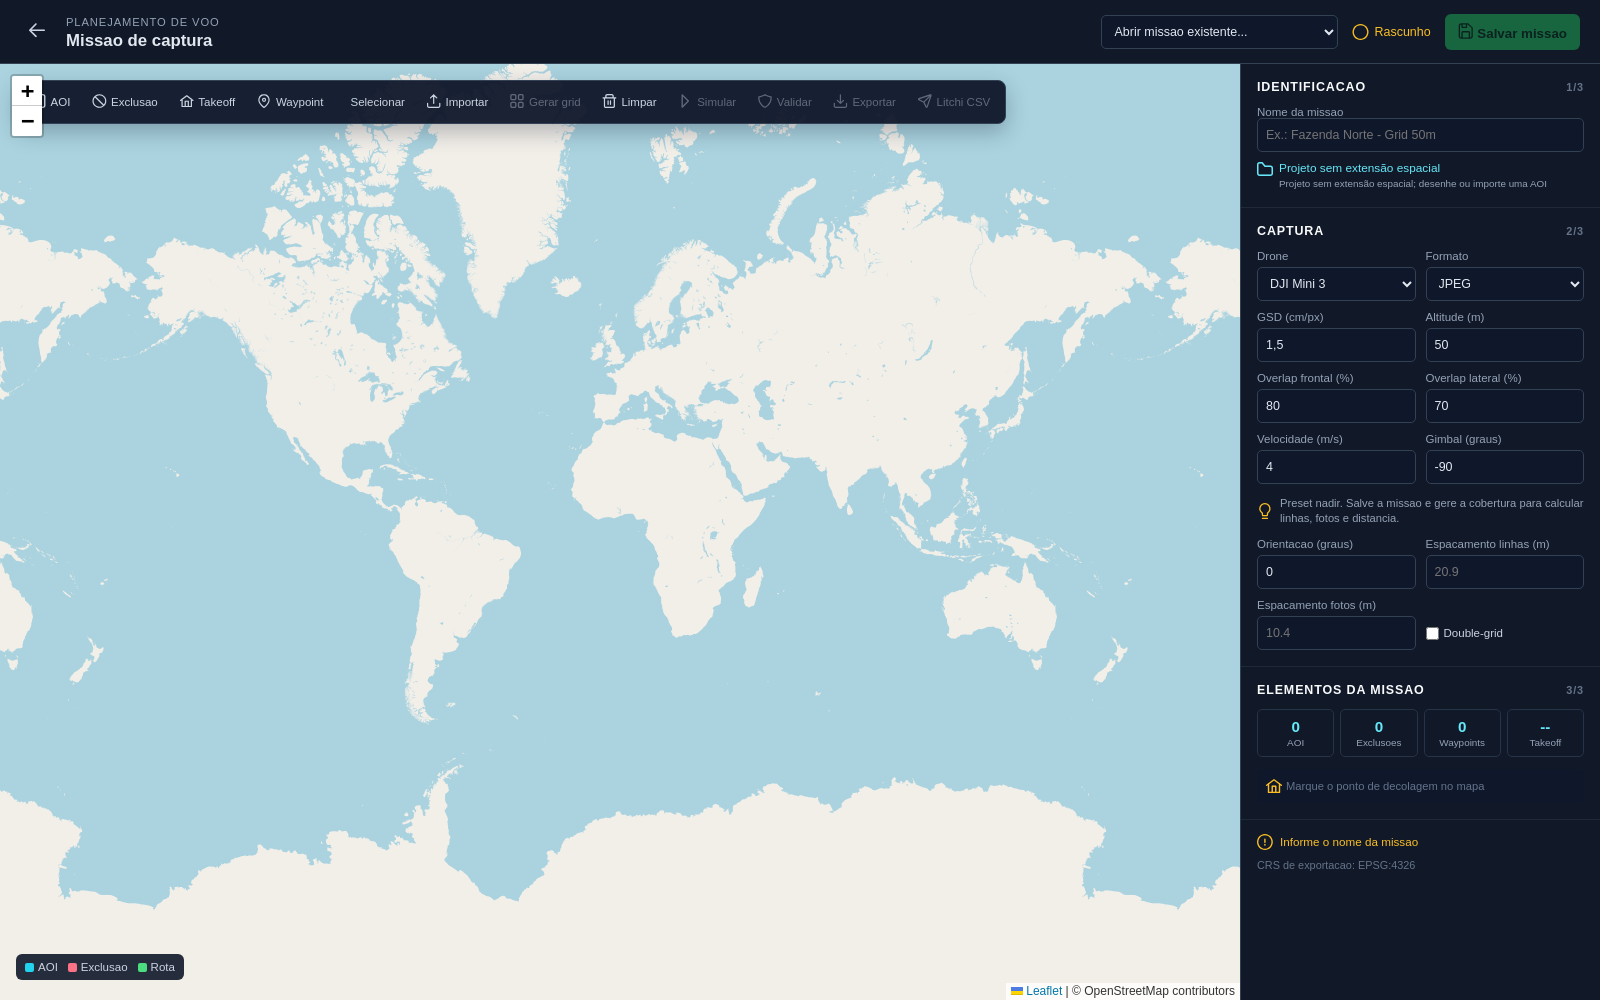 PLANEJAMENTO DE VOO
Missao de captura
Abrir missao existente...
Rascunho
Salvar missao
+
−
AOI
Exclusao
Takeoff
Waypoint
Selecionar
Importar
Gerar grid
Limpar
Simular
Validar
Exportar
Litchi CSV
IDENTIFICACAO 1/3
Nome da missao
Ex.: Fazenda Norte - Grid 50m
Projeto sem extensão espacial
Projeto sem extensão espacial; desenhe ou importe uma AOI
CAPTURA 2/3
Drone Formato
DJI Mini 3 JPEG
GSD (cm/px) Altitude (m)
1,5 50
Overlap frontal (%) Overlap lateral (%)
80 70
Velocidade (m/s) Gimbal (graus)
4 -90
Preset nadir. Salve a missao e gere a cobertura para calcular
linhas, fotos e distancia.
Orientacao (graus) Espacamento linhas (m)
0 20.9
Espacamento fotos (m)
10.4 Double-grid
ELEMENTOS DA MISSAO 3/3
0 0 0 --
AOI Exclusoes Waypoints Takeoff
Marque o ponto de decolagem no mapa
Informe o nome da missao
CRS de exportacao: EPSG:4326
AOI Exclusao Rota
Leaflet | © OpenStreetMap contributors